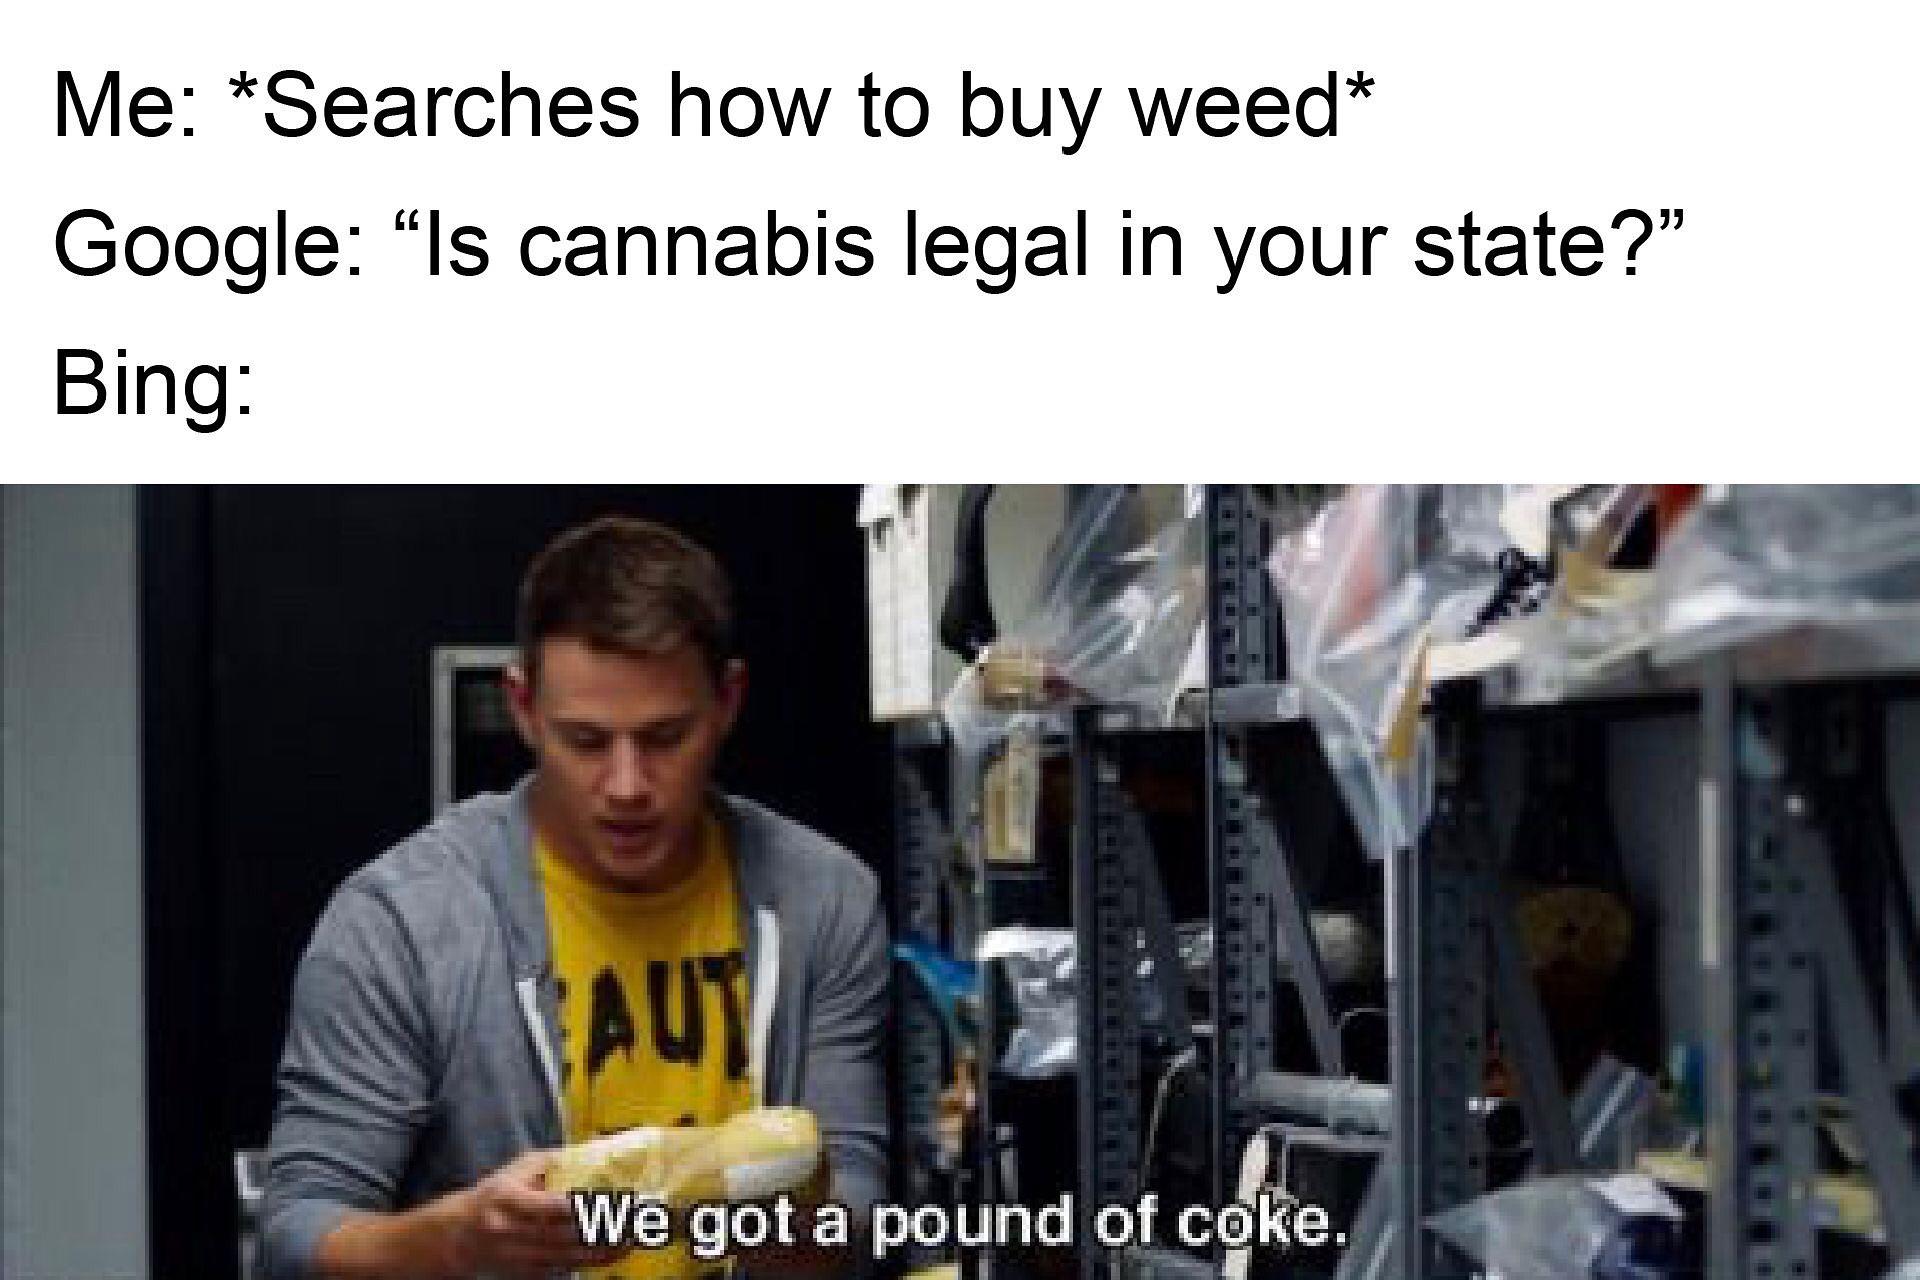 Me: *Searches how to buy weed*
Google: “Is cannabis legal in your state?”
Bing:
AUT
We got a pound of coke.